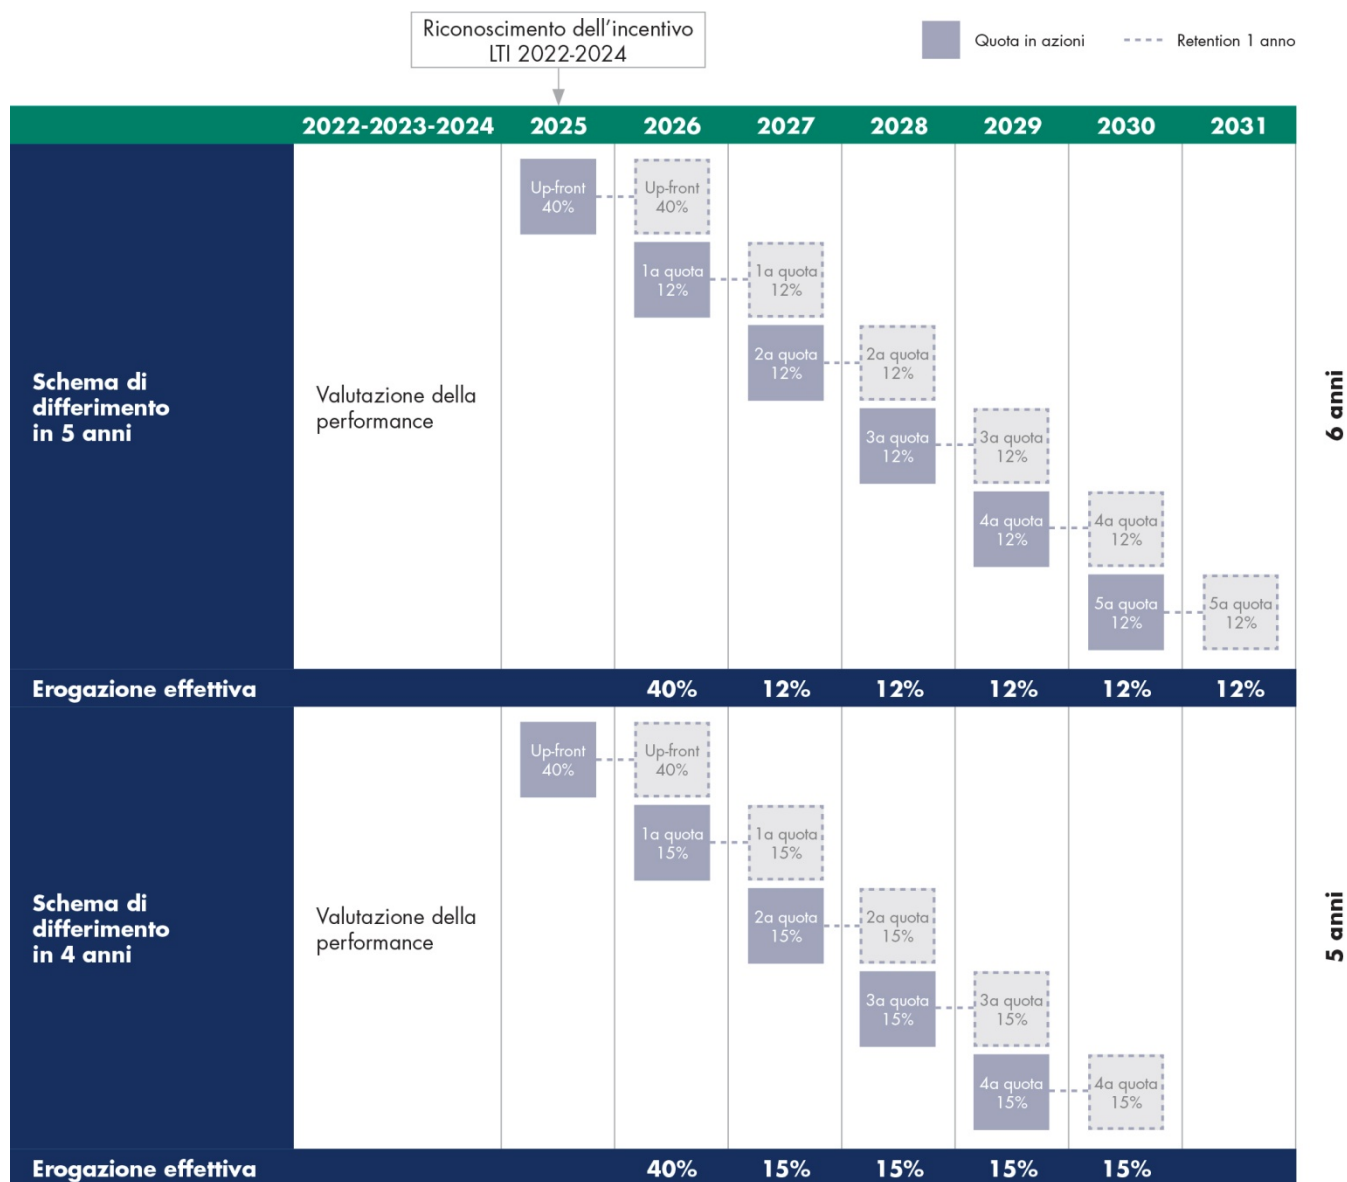 Riconoscimento dell'incentivo
LTI 2022-2024
Quota in azioni
Retention 1 anno
2022-2023-2024 2025 2026 2027 2028 2029 2030 2031
Up-front
40%
Up-front
40%
1a quota
12%
1a quota
12%
2a quota
12%
2a quota
12%
Schema di
differimento
in 5 anni
Valutazione della
performance
3a quota
12%
3a quota
12%
4a quota
12%
4a quota
12%
5a quota
12%
5a quota
12%
6 anni
Erogazione effettiva 40% 12% 12% 12% 12% 12%
Up-front
40%
Up-front
40%
1a quota
15%
1a quota
15%
Schema di
differimento
in 4 anni
Valutazione della
performance
2a quota
15%
2a quota
15%
3a quota
15%
3a quota
15%
4a quota
15%
4a quota
15%
5 anni
Erogazione effettiva 40% 15% 15% 15% 15%